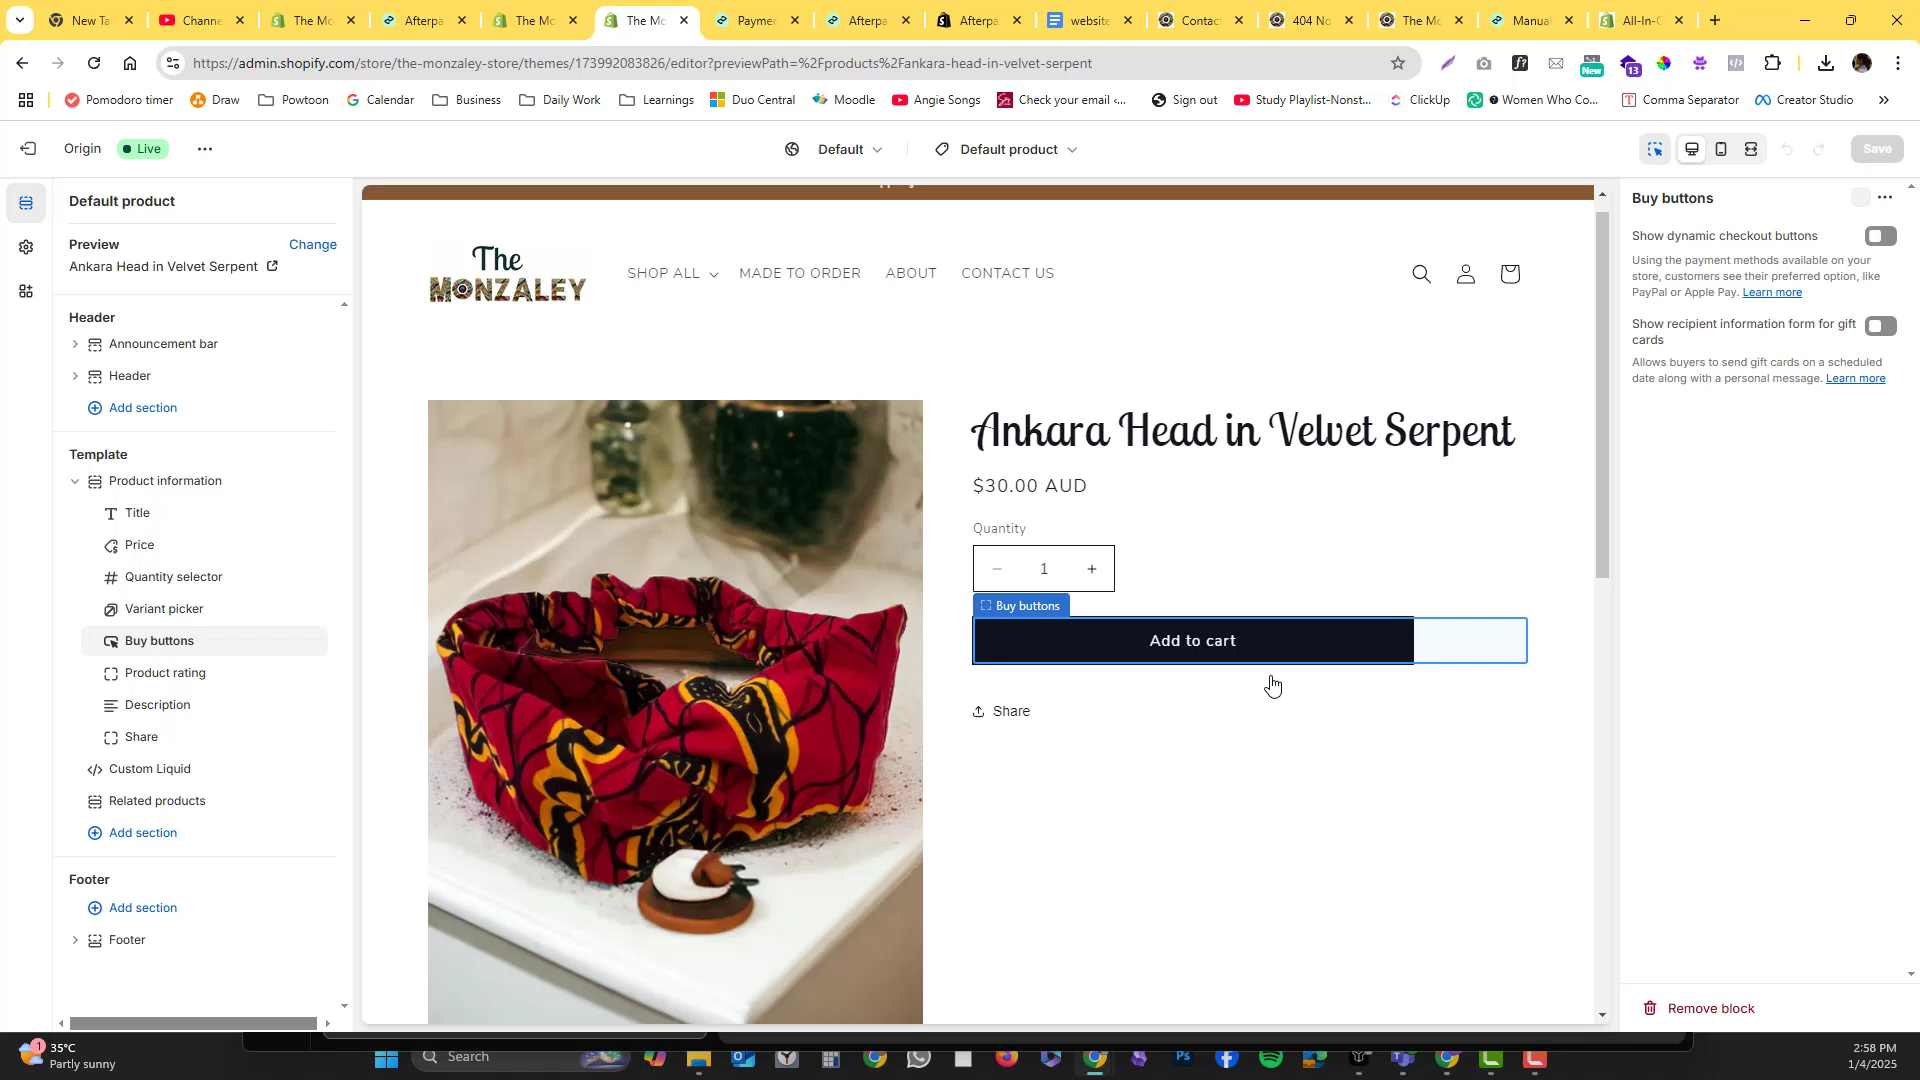 New Ta
Channe
The Mo
Afterpa
The Mo
The Mo
Paymen
Afterpa
Afterpa
website
Contac
404 No
The Mo
Manual
All-In-O
https://admin.shopify.com/store/the-monzaley-store/themes/173992083826/editor?previewPath=%2Fproducts%2Fankara-head-in-velvet-serpent
New
13
Pomodoro timer
Draw
Powtoon
Calendar
Business
Daily Work
Learnings
Duo Central
Moodle
Angie Songs
Check your email <...
Sign out
Study Playlist-Nonst...
ClickUp
Women Who Co...
Comma Separator
Creator Studio
Origin
Live
Default
Default product
Save
Default product
Preview
Change
Ankara Head in Velvet Serpent
Header
Announcement bar
Header
Add section
Template
Product information
Title
Price
Quantity selector
Variant picker
Buy buttons
Product rating
Description
Share
Custom Liquid
Related products
Add section
Footer
Add section
Footer
The
MONZALEY
SHOP ALL
MADE TO ORDER
ABOUT
CONTACT US
Ankara Head in Velvet Serpent
$30.00 AUD
Quantity
1
Buy buttons
Add to cart
Share
Buy buttons
Show dynamic checkout buttons
Using the payment methods available on your
store, customers see their preferred option, like
PayPal or Apple Pay. Learn more
Show recipient information form for gift
cards
Allows buyers to send gift cards on a scheduled
date along with a personal message. Learn more
Remove block
1
35°C
Partly sunny
Search
2:58 PM
1/4/2025